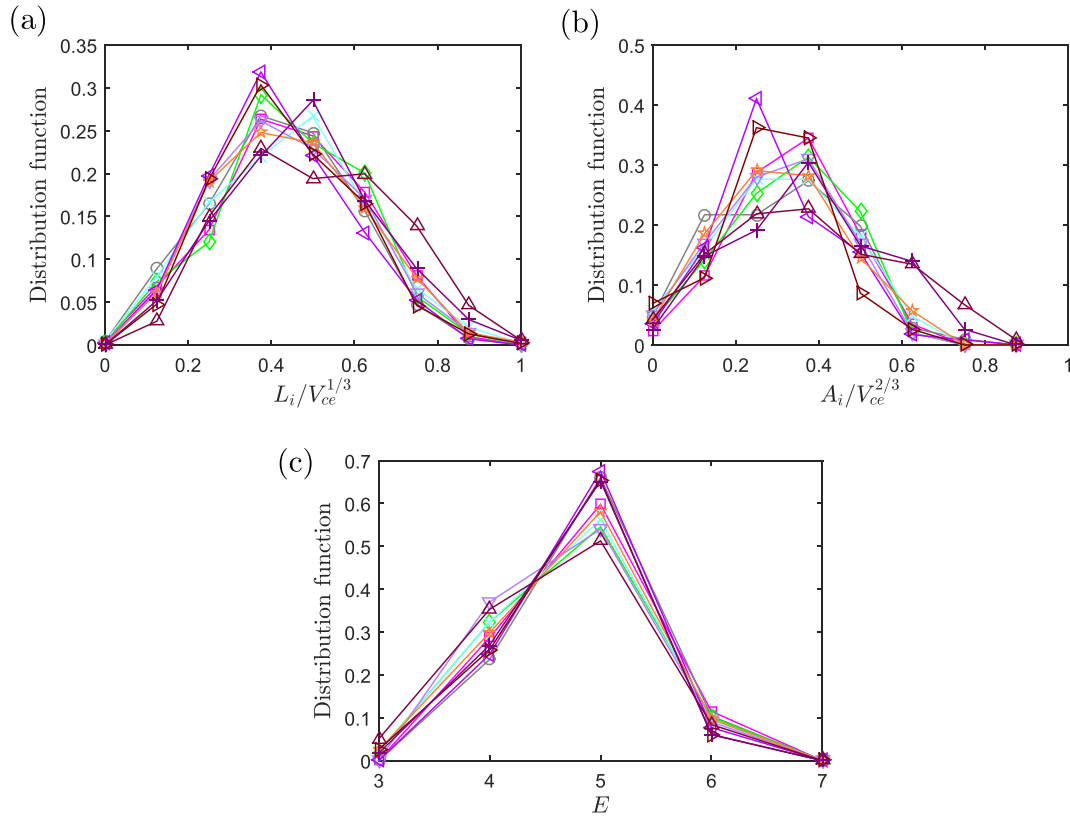 (a)
Distribution function
0.35
0.3
0.25
0.2
0.15
0.1
0.05
0
0 0.2 0.4 0.6 0.8 1
L_i/V_{ce}^{1/3}
(b)
Distribution function
0.5
0.4
0.3
0.2
0.1
0
0 0.2 0.4 0.6 0.8 1
A_i/V_{ce}^{2/3}
(c)
Distribution function
0.7
0.6
0.5
0.4
0.3
0.2
0.1
0
3 4 5 6 7
E